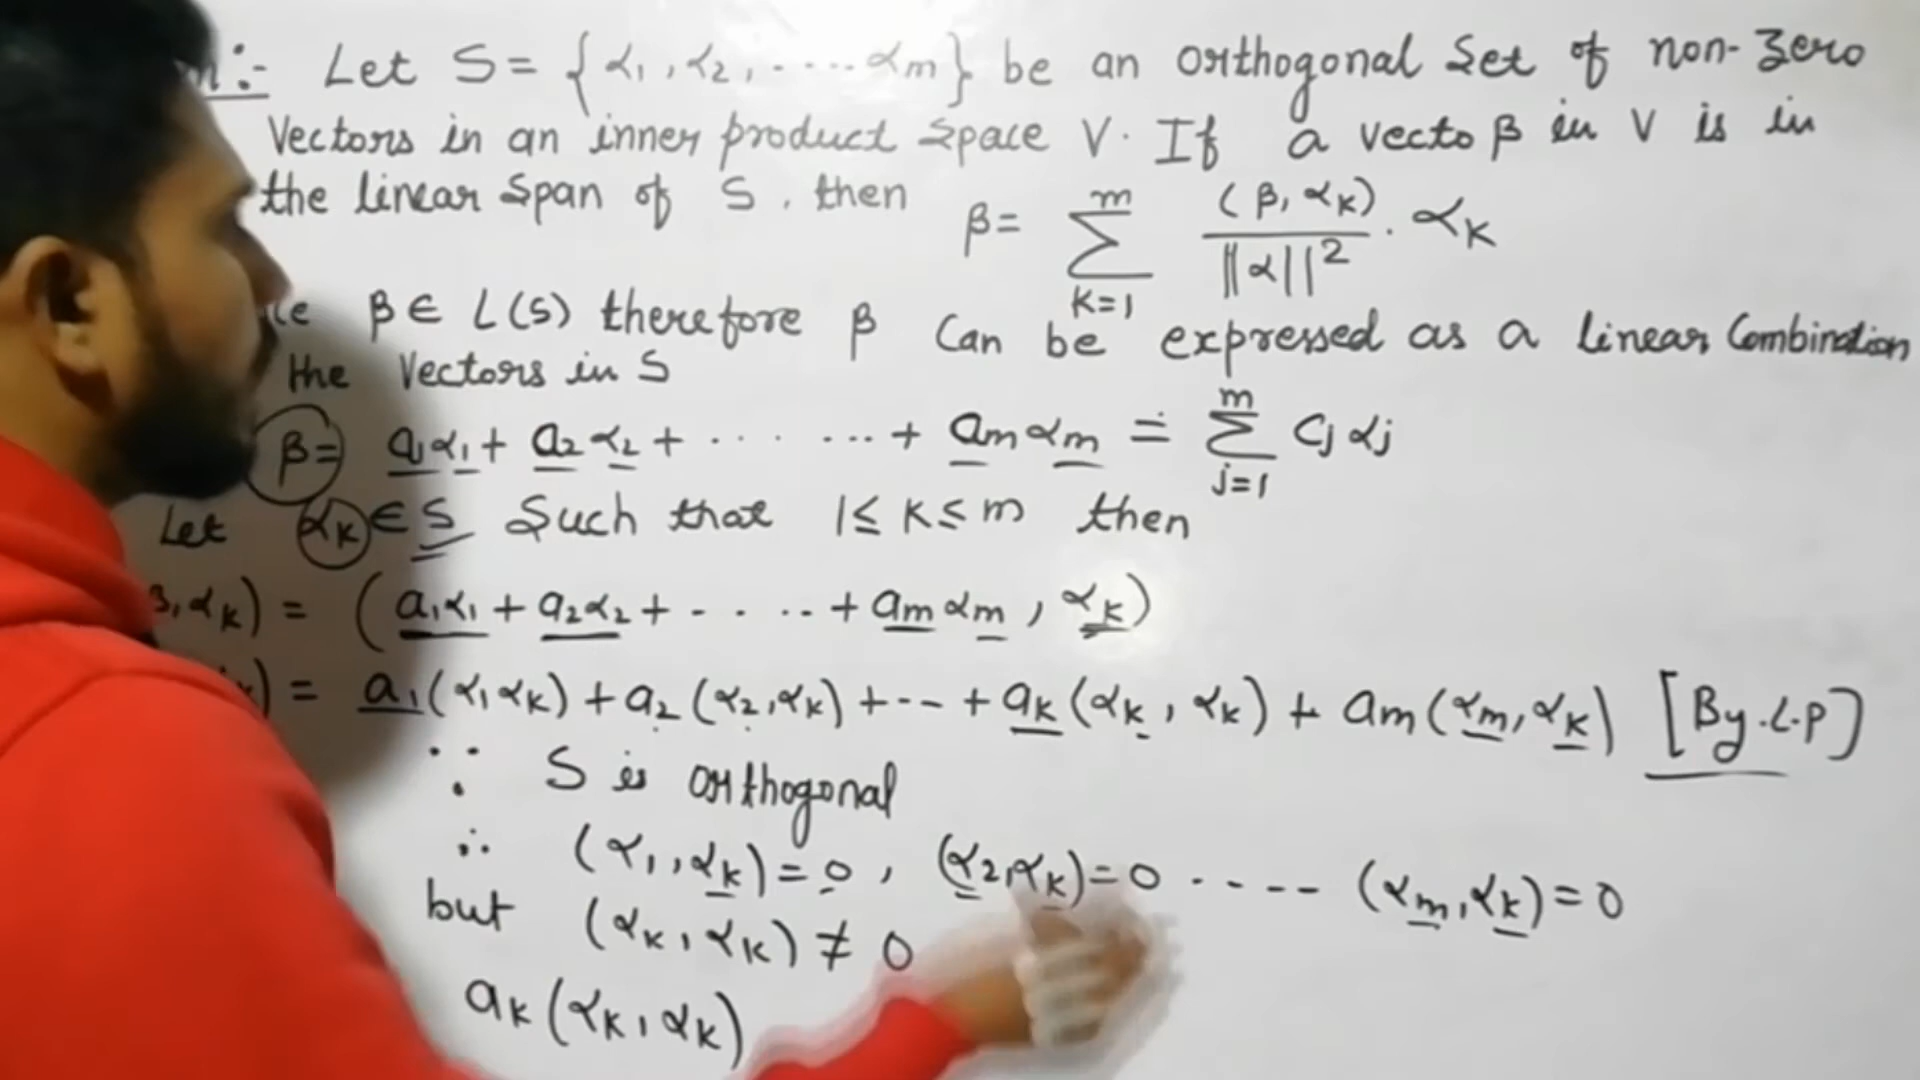 Let S = {α₁, α₂, ..... αm} be an orthogonal set of non-zero
Vectors in an inner product space V. If a vecto β in V is in
the linear span of S, then β = ∑_{k=1}^{m} (β, αk) / ||α||² . αk
β ∈ L(S) therefore β Can be expressed as a linear Combination
the Vectors in S
β = a₁α₁ + a₂α₂ + ...... + amαm = ∑_{j=1}^{m} Cj αj
Let αk ∈ S Such that 1 ≤ k ≤ m then
β, αk) = (a₁α₁ + a₂α₂ + ..... + amαm, αk)
) = a₁(α₁αk) + a₂(α₂,αk) + --- + ak(αk, αk) + am(αm, αk) [By.L.P]
∵ S is orthogonal
∴ (α₁, αk) = 0, (α₂, αk) = 0 ----- (αm, αk) = 0
but (αk, αk) ≠ 0
ak(αk, αk)